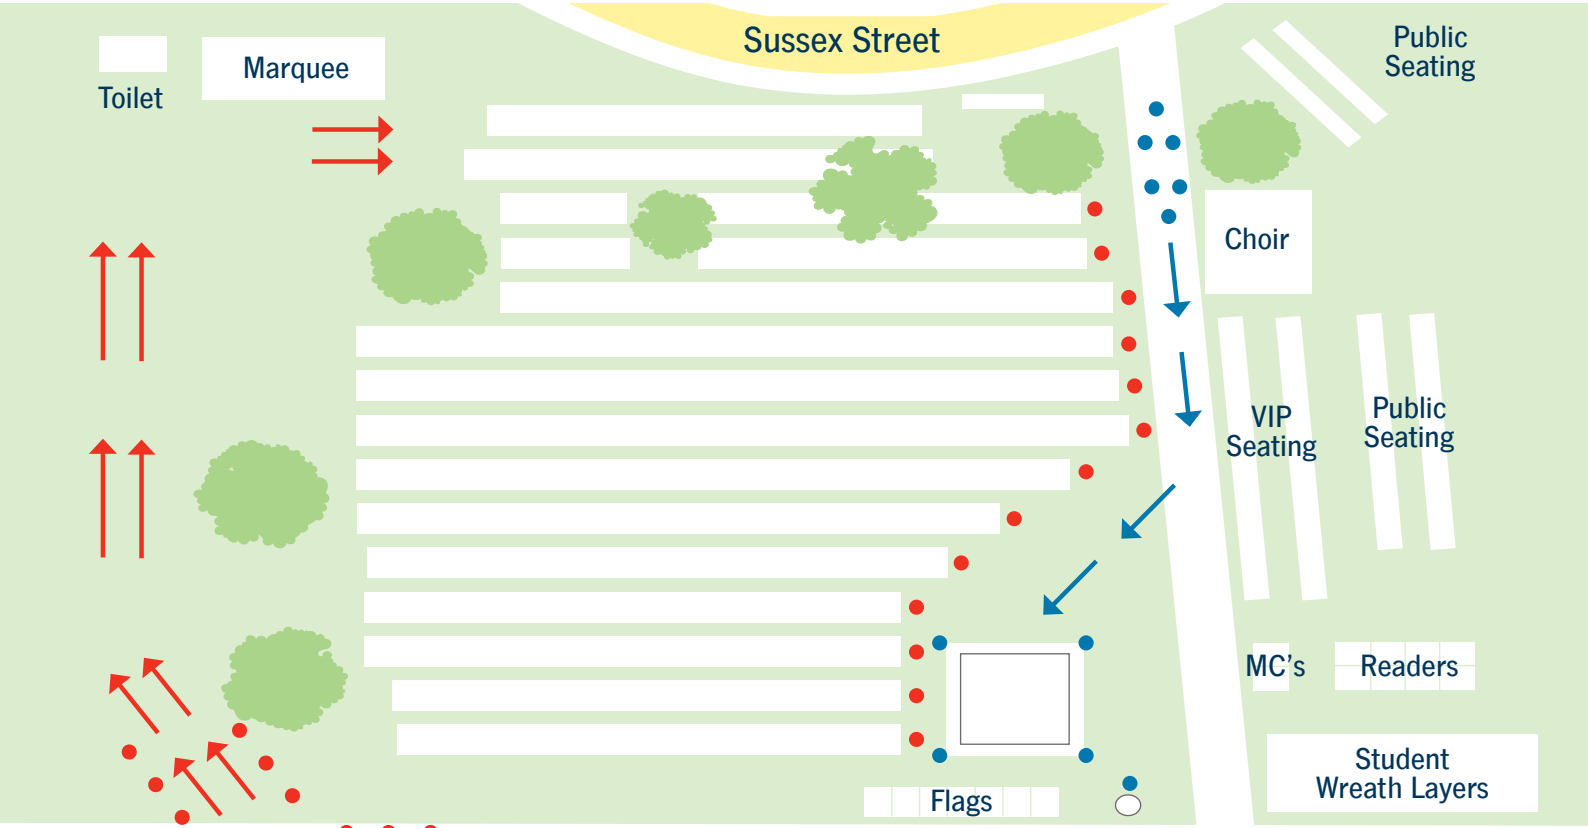 Sussex Street
Public
Seating
Marquee
Toilet
Choir
VIP
Seating
Public
Seating
MC's
Readers
Student
Wreath Layers
Flags